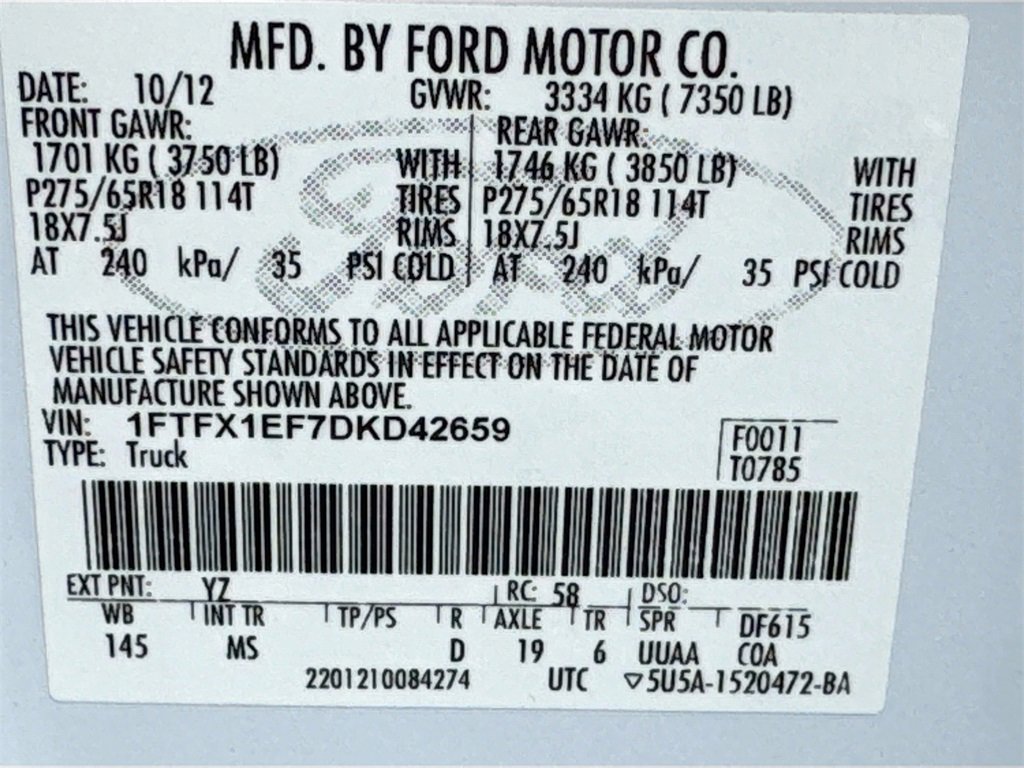 MFD. BY FORD MOTOR CO.
DATE: 10/12 GVWR: 3334 KG ( 7350 LB)
FRONT GAWR: REAR GAWR:
1701 KG ( 3750 LB) WITH 1746 KG ( 3850 LB) WITH
P275/65R18 114T TIRES P275/65R18 114T TIRES
18X7.5J RIMS 18X7.5J RIMS
AT 240 kPa/ 35 PSI COLD AT 240 kPa/ 35 PSI COLD
Ford
THIS VEHICLE CONFORMS TO ALL APPLICABLE FEDERAL MOTOR
VEHICLE SAFETY STANDARDS IN EFFECT ON THE DATE OF
MANUFACTURE SHOWN ABOVE.
VIN: 1FTFX1EF7DKD42659 F0011
TYPE: Truck T0785
EXT PNT: YZ RC: 58 DSO:
WB INT TR TP/PS R AXLE TR SPR DF615
145 MS D 19 6 UUAA COA
2201210084274 UTC ▽5U5A-1520472-BA